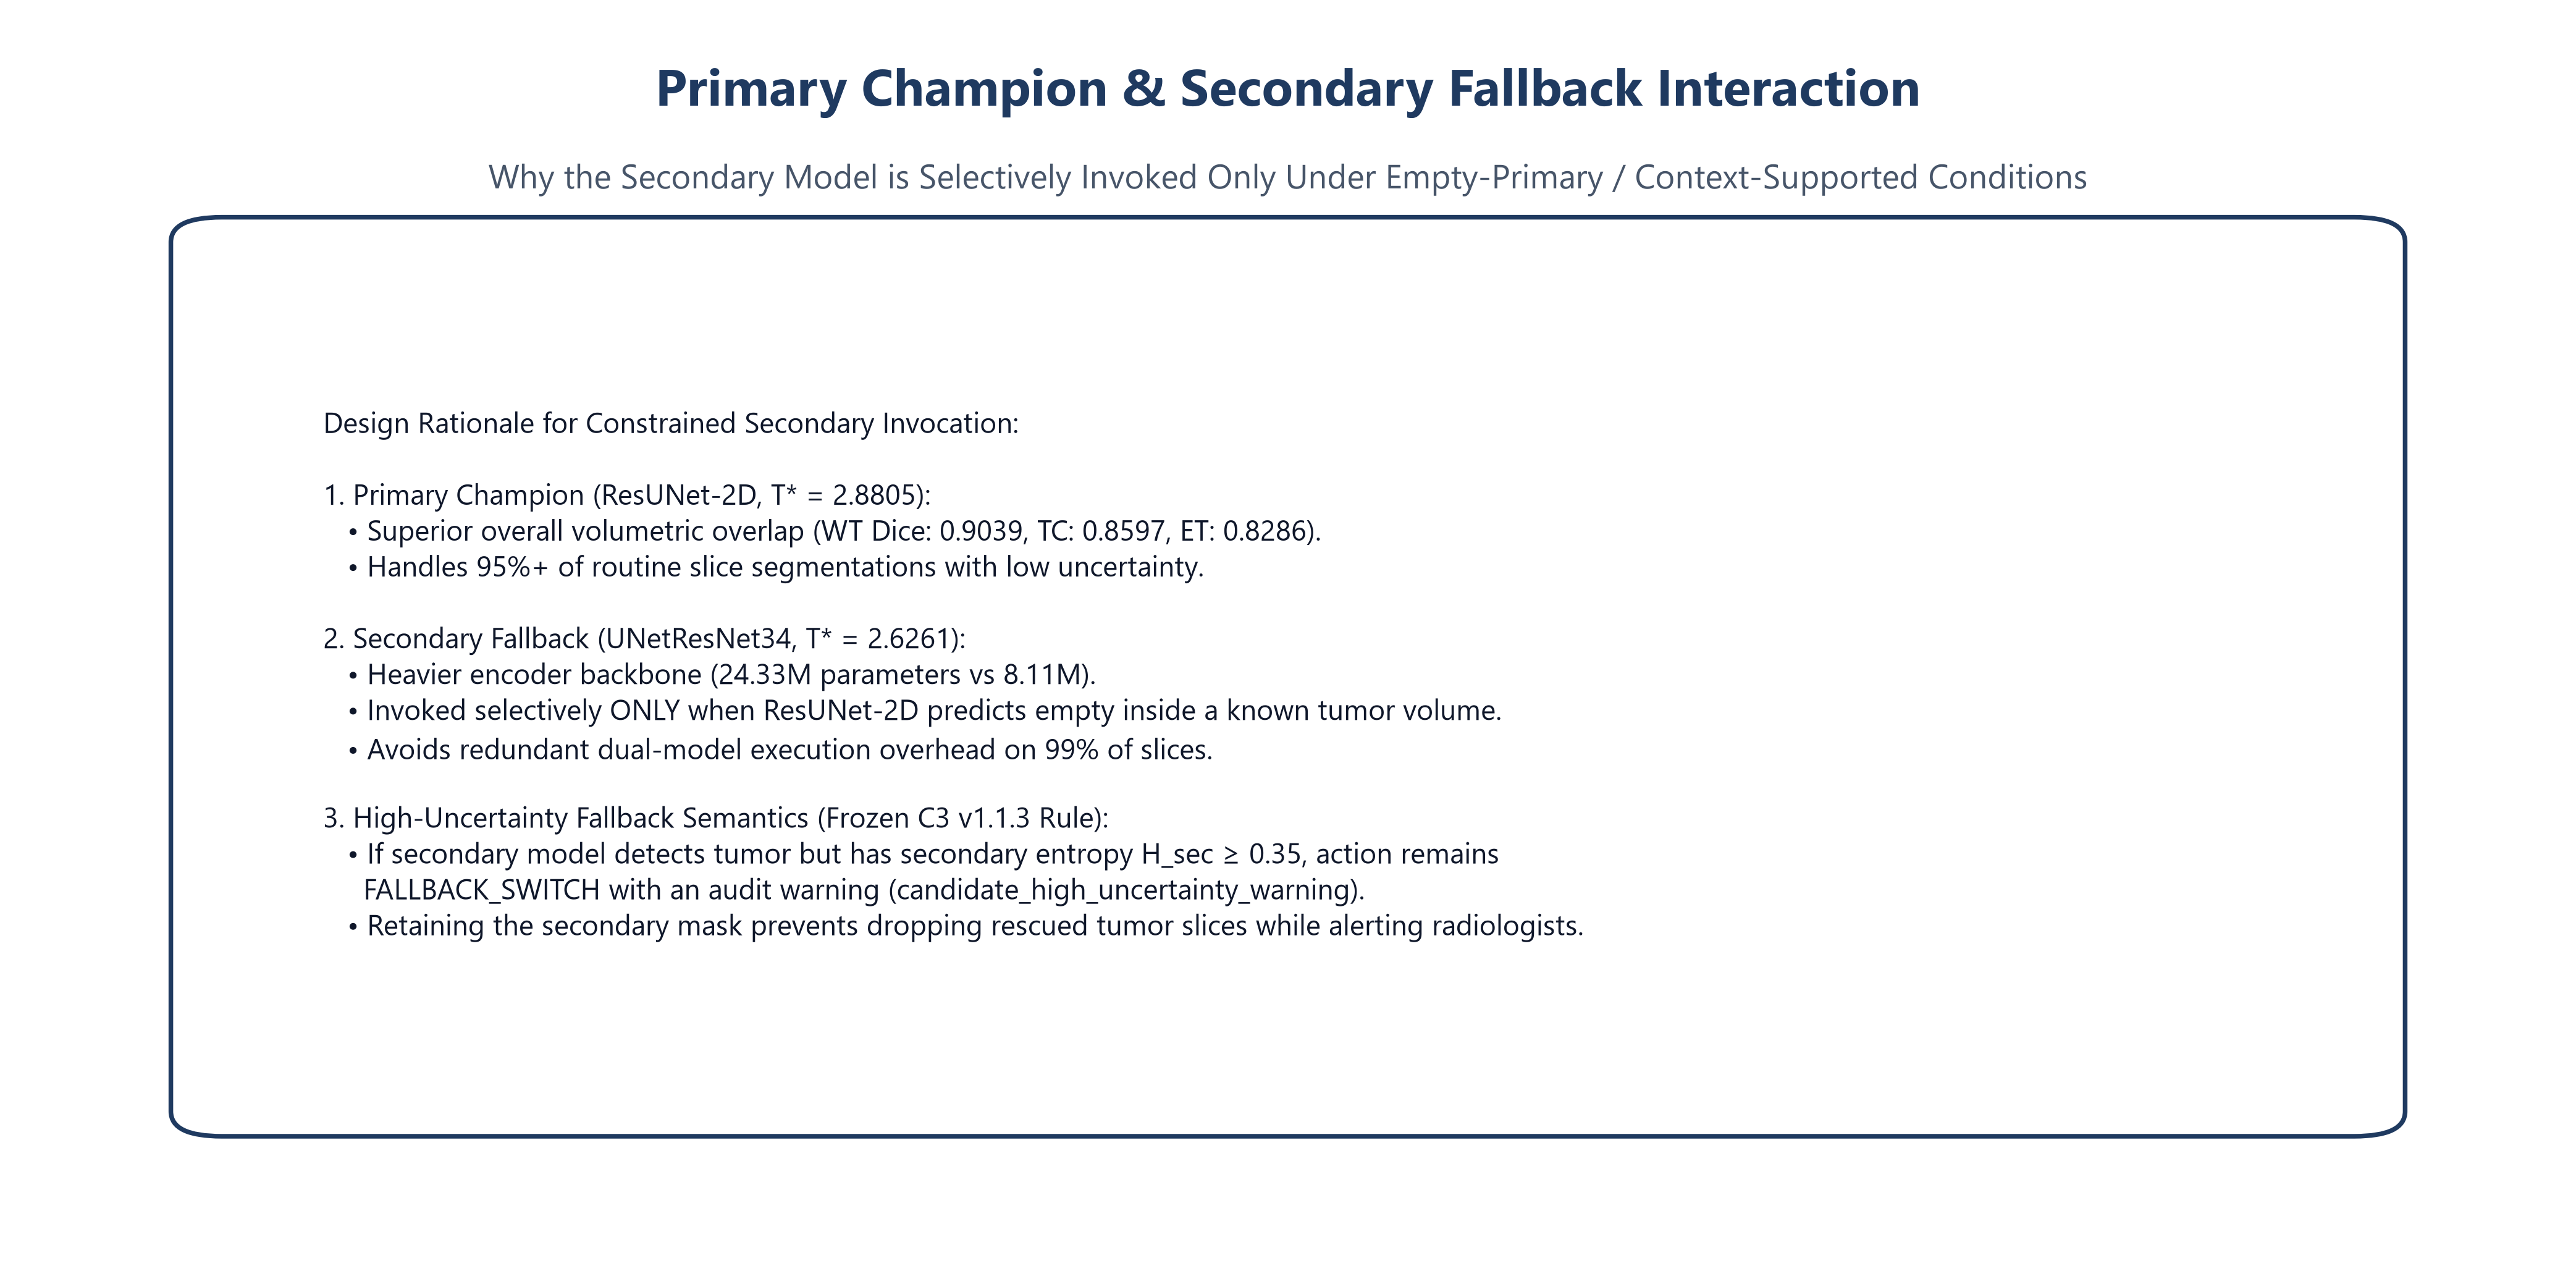 Primary Champion & Secondary Fallback Interaction
Why the Secondary Model is Selectively Invoked Only Under Empty-Primary / Context-Supported Conditions
Design Rationale for Constrained Secondary Invocation:
1. Primary Champion (ResUNet-2D, T* = 2.8805):
• Superior overall volumetric overlap (WT Dice: 0.9039, TC: 0.8597, ET: 0.8286).
• Handles 95%+ of routine slice segmentations with low uncertainty.
2. Secondary Fallback (UNetResNet34, T* = 2.6261):
• Heavier encoder backbone (24.33M parameters vs 8.11M).
• Invoked selectively ONLY when ResUNet-2D predicts empty inside a known tumor volume.
• Avoids redundant dual-model execution overhead on 99% of slices.
3. High-Uncertainty Fallback Semantics (Frozen C3 v1.1.3 Rule):
• If secondary model detects tumor but has secondary entropy H_sec ≥ 0.35, action remains
FALLBACK_SWITCH with an audit warning (candidate_high_uncertainty_warning).
• Retaining the secondary mask prevents dropping rescued tumor slices while alerting radiologists.